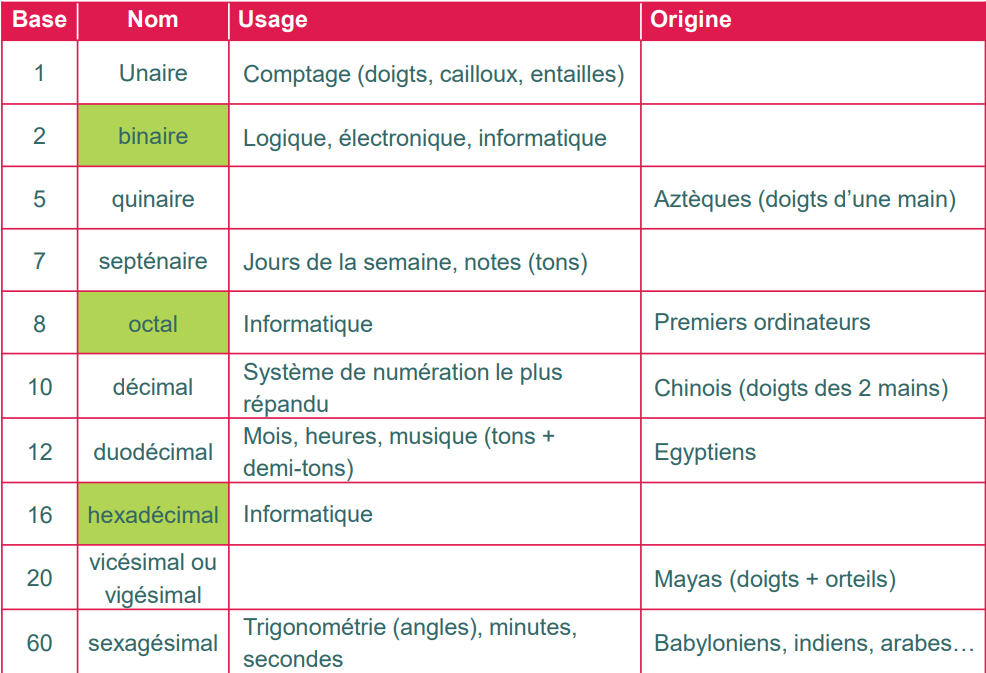 Base Nom Usage Origine
1 Unaire Comptage (doigts, cailloux, entailles)
2 binaire Logique, électronique, informatique
5 quinaire Aztèques (doigts d’une main)
7 septénaire Jours de la semaine, notes (tons)
8 octal Informatique Premiers ordinateurs
10 décimal Système de numération le plus
répandu Chinois (doigts des 2 mains)
12 duodécimal Mois, heures, musique (tons +
demi-tons) Egyptiens
16 hexadécimal Informatique
20 vicésimal ou
vigésimal Mayas (doigts + orteils)
60 sexagésimal Trigonométrie (angles), minutes,
secondes Babyloniens, indiens, arabes…